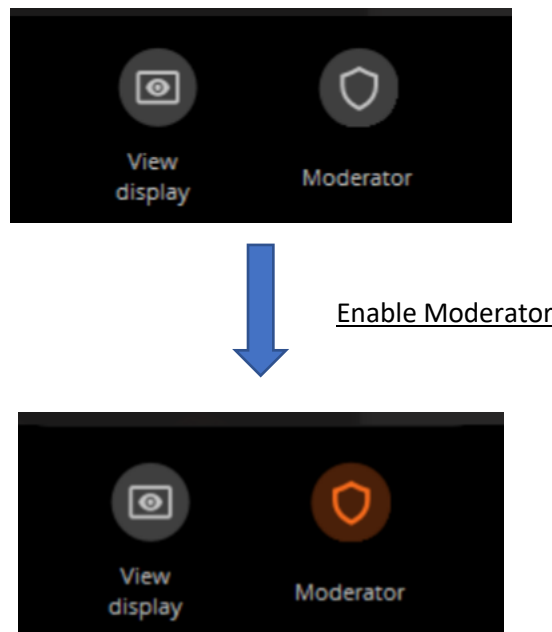 View
display
Moderator
Enable Moderator
View
display
Moderator